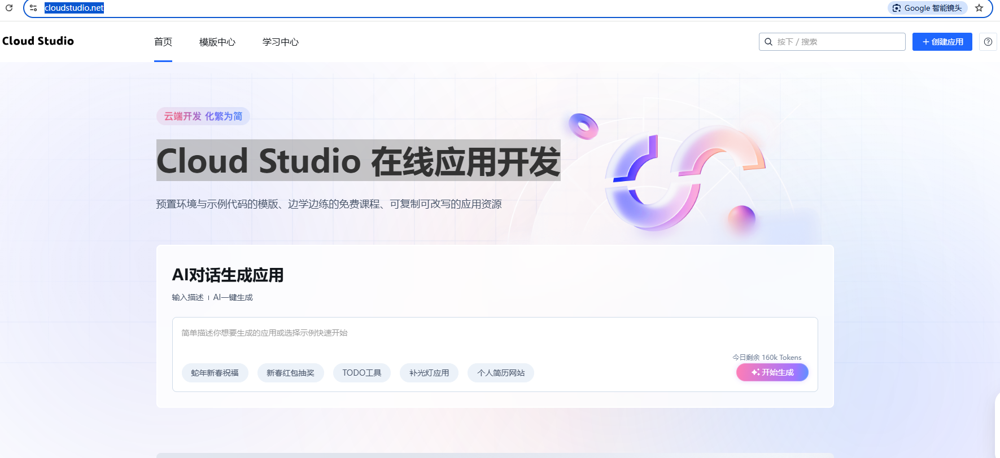 cloudstudio.net
Google 智能镜头
Cloud Studio
首页
模版中心
学习中心
按下 / 搜索
创建应用
云端开发 化繁为简
Cloud Studio 在线应用开发
预置环境与示例代码的模版、边学边练的免费课程、可复制可改写的应用资源
AI对话生成应用
输入描述 | AI一键生成
简单描述你想要生成的应用或选择示例快速开始
今日剩余 160k Tokens
蛇年新春祝福
新春红包抽奖
TODO工具
补光灯应用
个人简历网站
开始生成